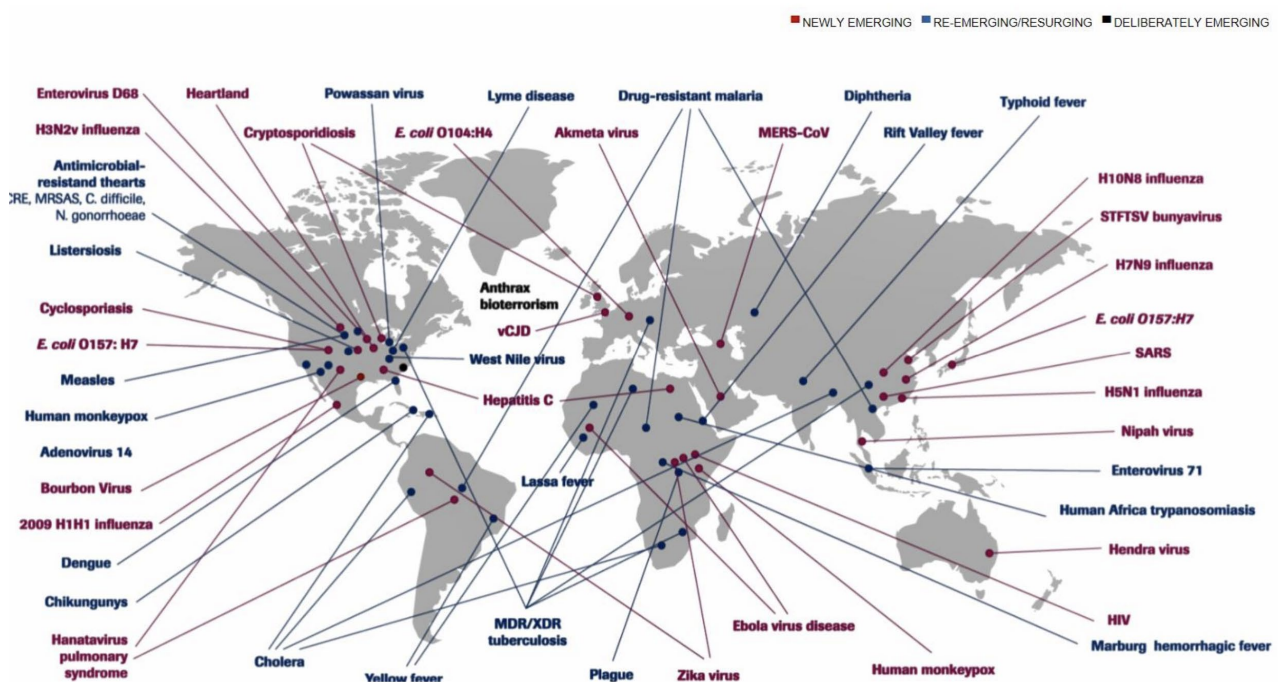 NEWLY EMERGING RE-EMERGING/RESURGING DELIBERATELY EMERGING
Enterovirus D68
Heartland
Powassan virus
Lyme disease
Drug-resistant malaria
Diphtheria
Typhoid fever
H3N2v influenza
Cryptosporidiosis
E. coli O104:H4
Akmeta virus
MERS-CoV
Rift Valley fever
Antimicrobial-
resistand thearts
CRE, MRSAS, C. difficile,
N. gonorrhoeae
H10N8 influenza
STFTSV bunyavirus
Listersiosis
H7N9 influenza
Anthrax
bioterrorism
Cyclosporiasis
vCJD
E. coli O157:H7
E. coli O157: H7
West Nile virus
SARS
Measles
Hepatitis C
H5N1 influenza
Human monkeypox
Nipah virus
Adenovirus 14
Lassa fever
Enterovirus 71
Bourbon Virus
Human Africa trypanosomiasis
2009 H1H1 influenza
Hendra virus
Dengue
Chikungunys
MDR/XDR
tuberculosis
Ebola virus disease
HIV
Hanatavirus
pulmonary
syndrome
Cholera
Marburg hemorrhagic fever
Yellow fever
Plague
Zika virus
Human monkeypox